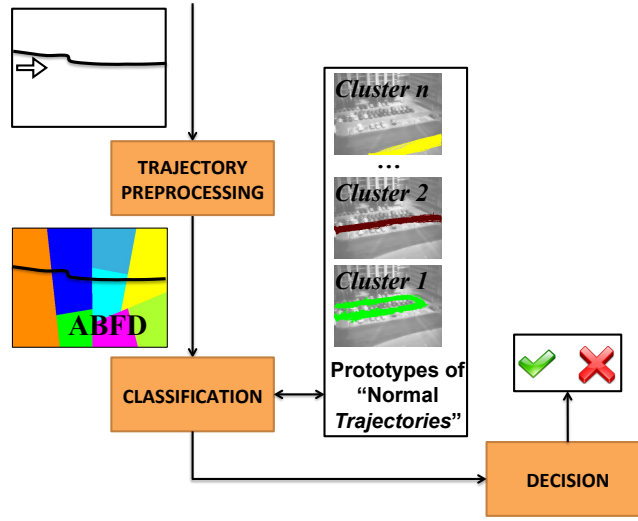 Cluster n
...
TRAJECTORY
PREPROCESSING
Cluster 2
Cluster 1
ABFD
Prototypes of
“Normal
Trajectories”
CLASSIFICATION
DECISION